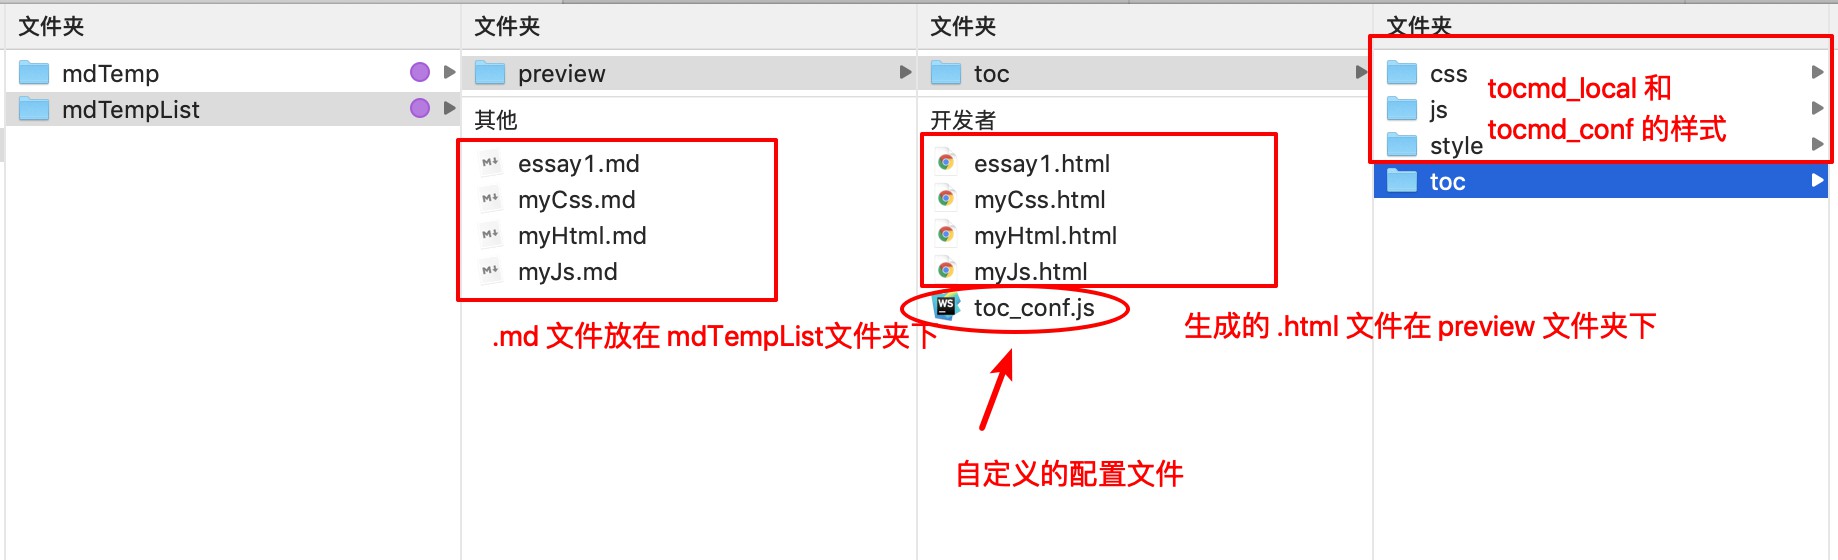 文件夹
mdTemp
mdTempList
文件夹
preview
其他
essay1.md
myCss.md
myHtml.md
myJs.md
.md 文件放在 mdTempList文件夹下
文件夹
toc
开发者
essay1.html
myCss.html
myHtml.html
myJs.html
toc_conf.js
自定义的配置文件
生成的 .html 文件在 preview 文件夹下
文件夹
css
js
style
toc
tocmd_local 和
tocmd_conf 的样式